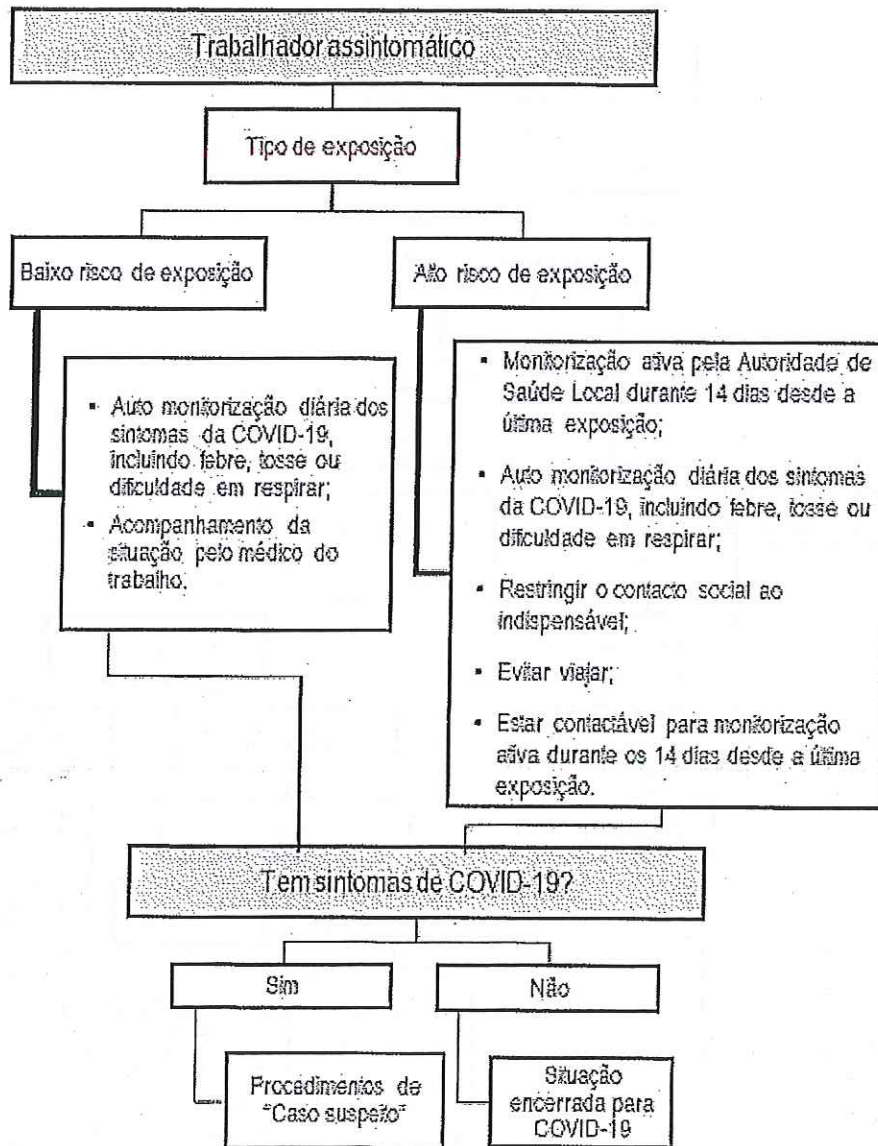 Trabalhador assintomático
Tipo de exposição
Baixo risco de exposição
Alto risco de exposição
▪ Auto monitorização diária dos
sintomas da COVID-19,
incluindo febre, tosse ou
dificuldade em respirar;
▪ Acompanhamento da
situação pelo médico do
trabalho.
▪ Monitorização ativa pela Autoridade de
Saúde Local durante 14 dias desde a
última exposição;
▪ Auto monitorização diária dos sintomas
da COVID-19, incluindo febre, tosse ou
dificuldade em respirar;
▪ Restringir o contacto social ao
indispensável;
▪ Evitar viajar;
▪ Estar contactável para monitorização
ativa durante os 14 dias desde a última
exposição.
Tem sintomas de COVID-19?
Sim
Não
Procedimentos de
"Caso suspeito"
Situação
encerrada para
COVID-19